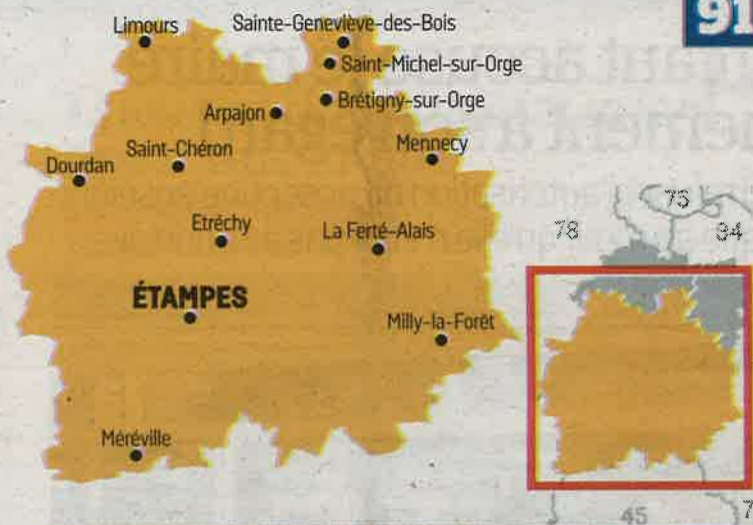 91
Limours
Sainte-Geneviève-des-Bois
Saint-Michel-sur-Orge
Brétigny-sur-Orge
Arpajon
Saint-Chéron
Mennecy
Dourdan
Etréchy
La Ferté-Alais
ÉTAMPES
Milly-la-Forêt
Méréville
75
78
94
45